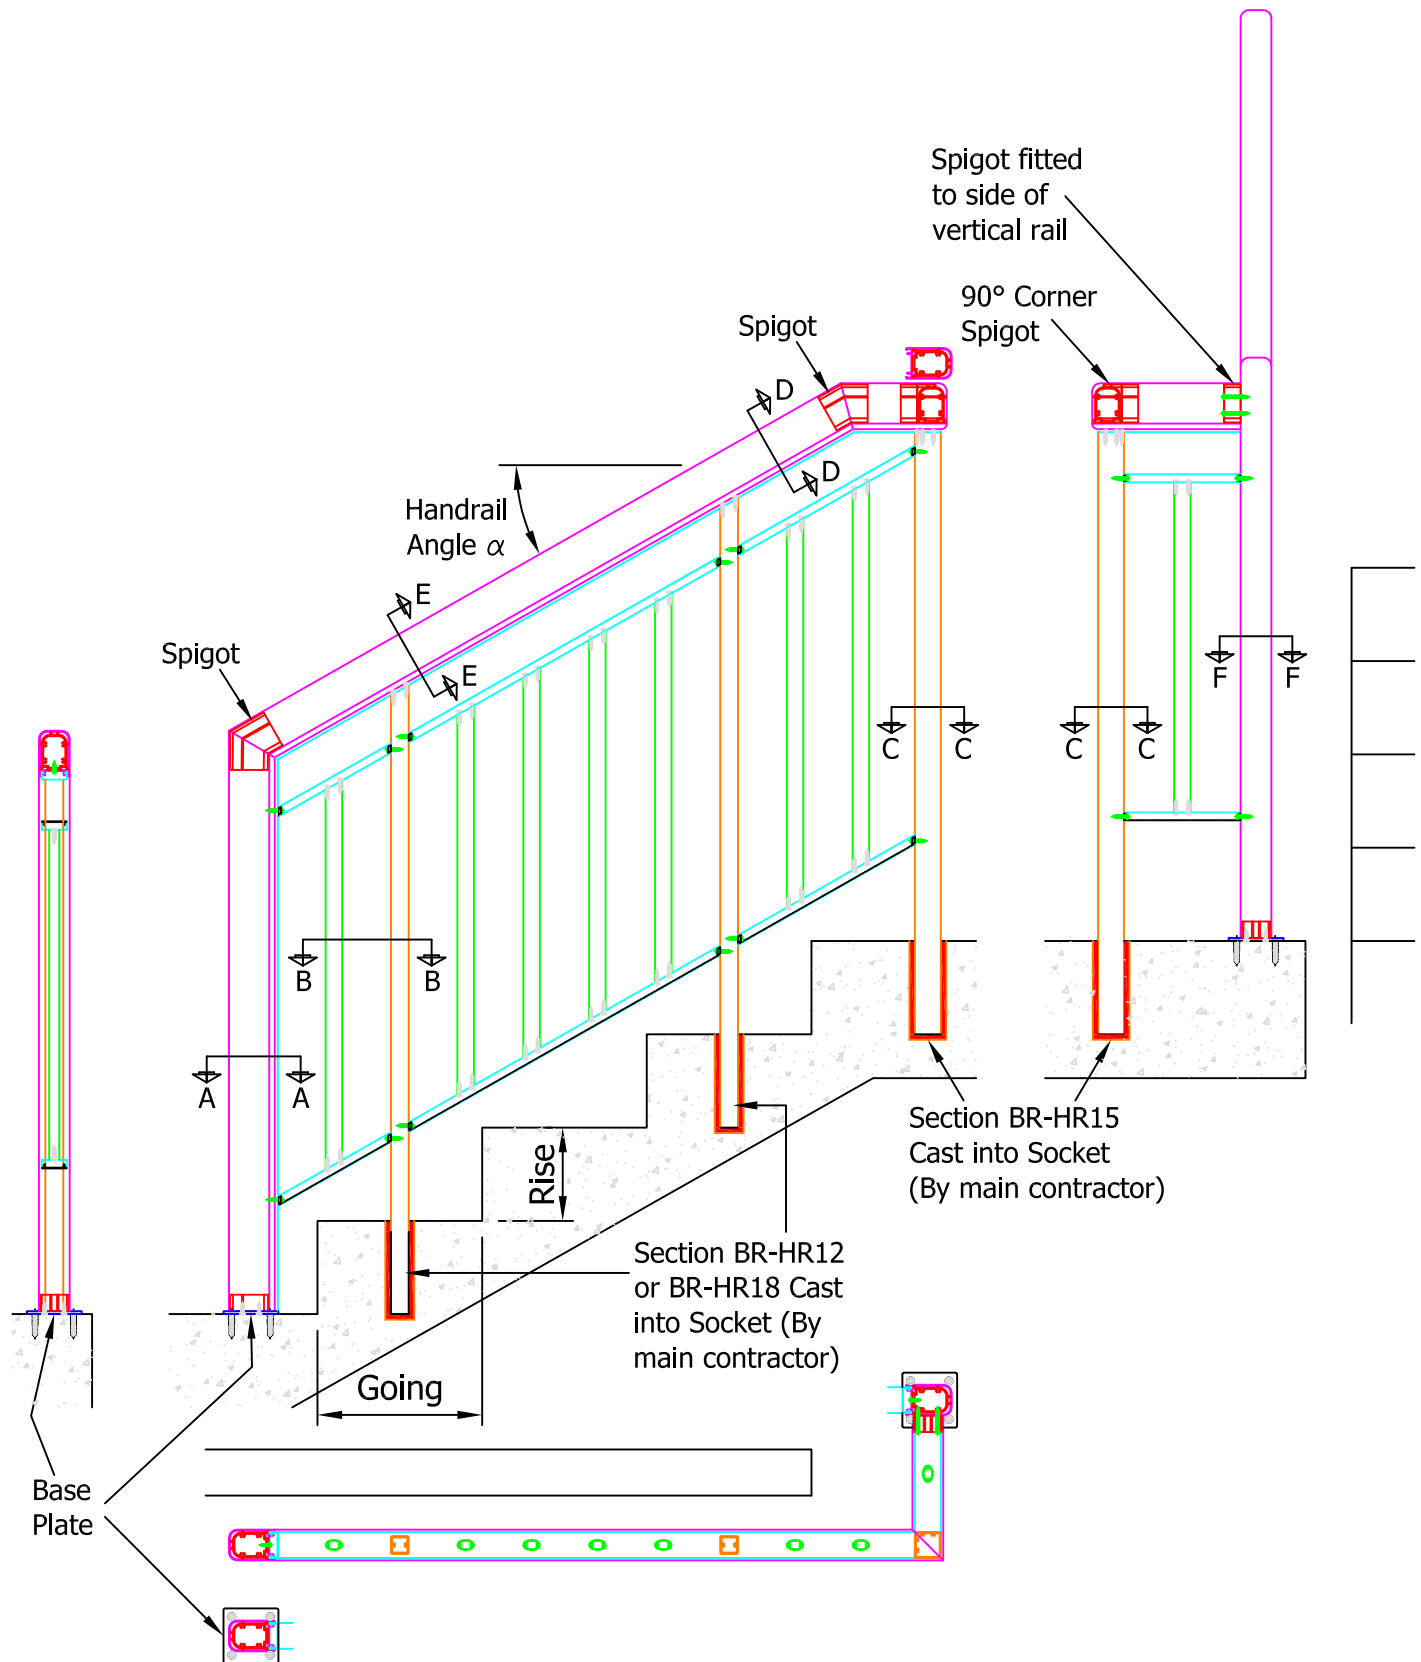 Spigot fitted
to side of
vertical rail
90° Corner
Spigot
Spigot
D
D
Handrail
Angle α
E
E
Spigot
F
F
C
C
C
C
B
B
A
A
Rise
Section BR-HR15
Cast into Socket
(By main contractor)
Section BR-HR12
or BR-HR18 Cast
into Socket (By
main contractor)
Going
Base
Plate